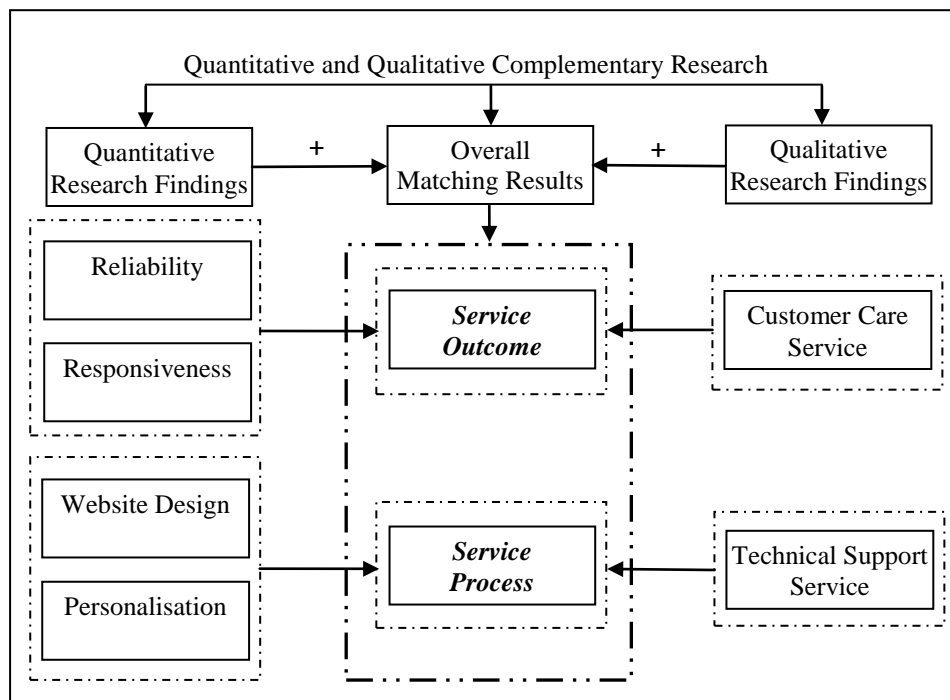 Quantitative and Qualitative Complementary Research
Quantitative
Research Findings
+
Overall
Matching Results
+
Qualitative
Research Findings
Reliability
Responsiveness
Service
Outcome
Customer Care
Service
Website Design
Personalisation
Service
Process
Technical Support
Service